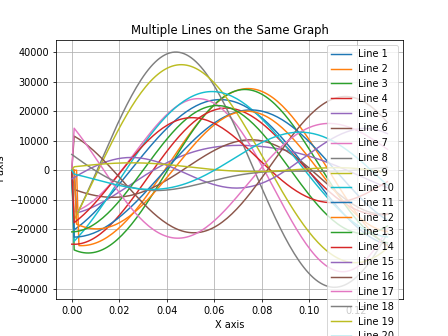 Multiple Lines on the Same Graph
40000
30000
20000
10000
0
−10000
−20000
−30000
−40000
0.00
0.02
0.04
0.06
0.08
0.10
X axis
Line 1
Line 2
Line 3
Line 4
Line 5
Line 6
Line 7
Line 8
Line 9
Line 10
Line 11
Line 12
Line 13
Line 14
Line 15
Line 16
Line 17
Line 18
Line 19
Line 20